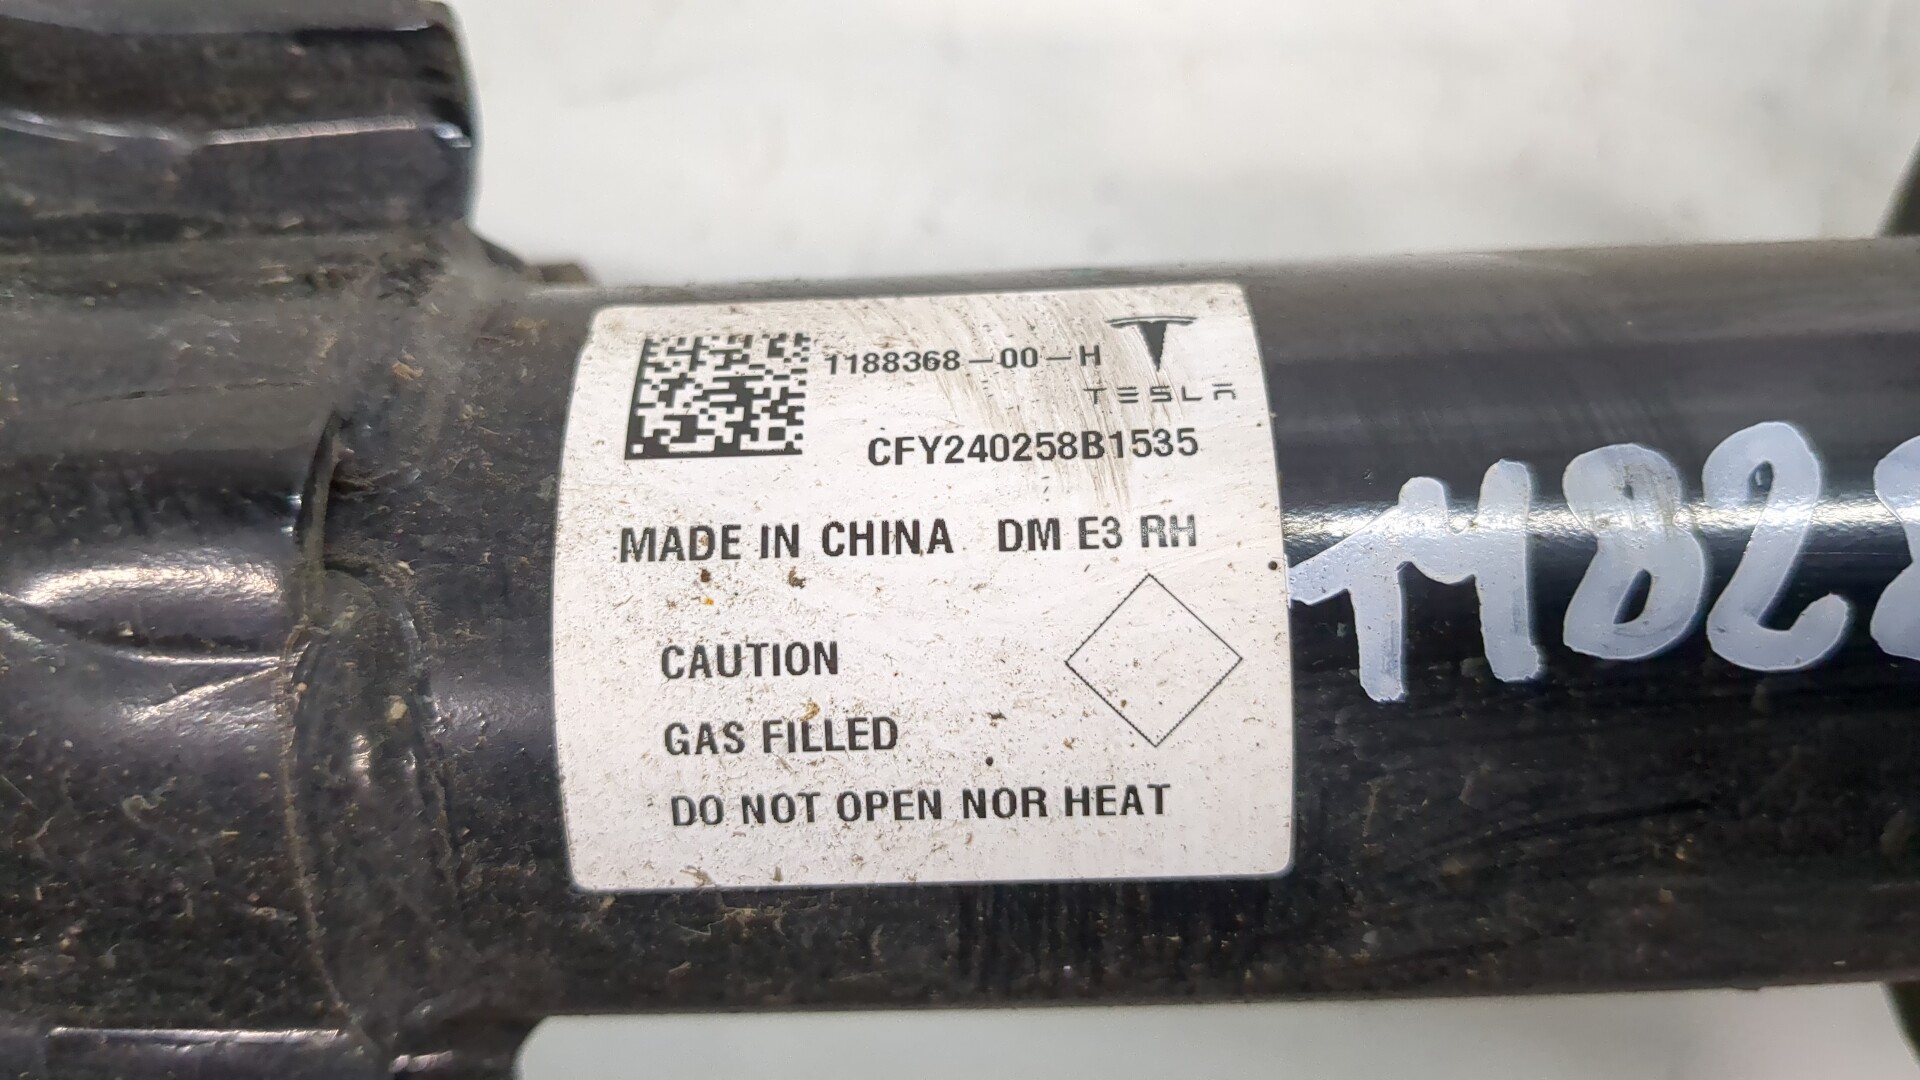 1188368-00-H
TESLA
CFY240258B1535
MADE IN CHINA DM E3 RH
CAUTION
GAS FILLED
DO NOT OPEN NOR HEAT